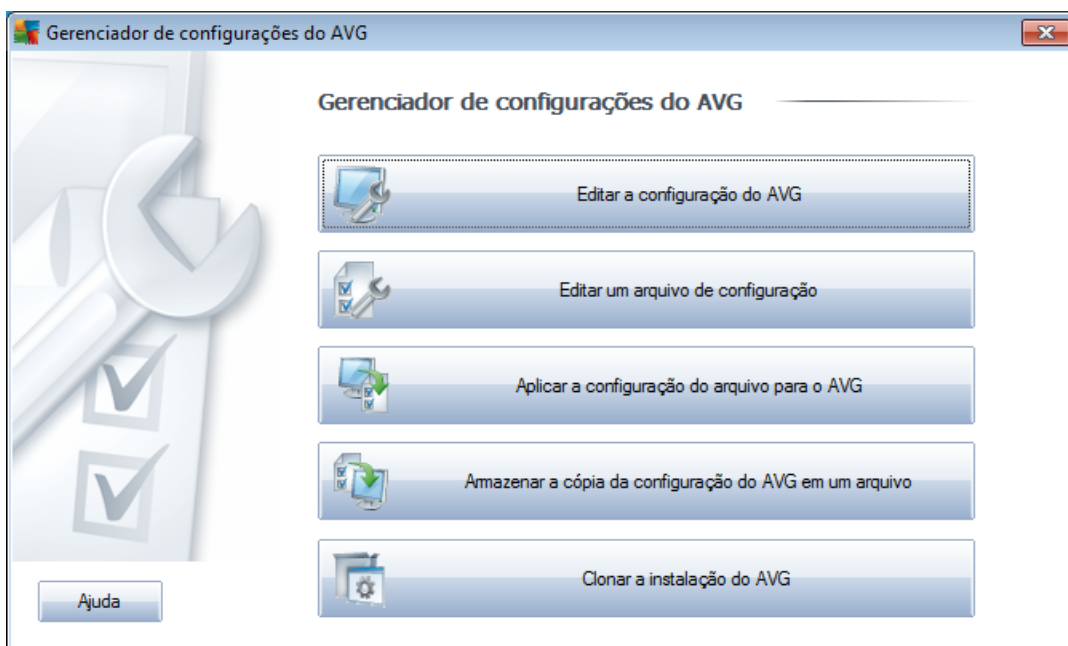 Gerenciador de configurações do AVG
Gerenciador de configurações do AVG
Editar a configuração do AVG
Editar um arquivo de configuração
Aplicar a configuração do arquivo para o AVG
Armazenar a cópia da configuração do AVG em um arquivo
Clonar a instalação do AVG
Ajuda